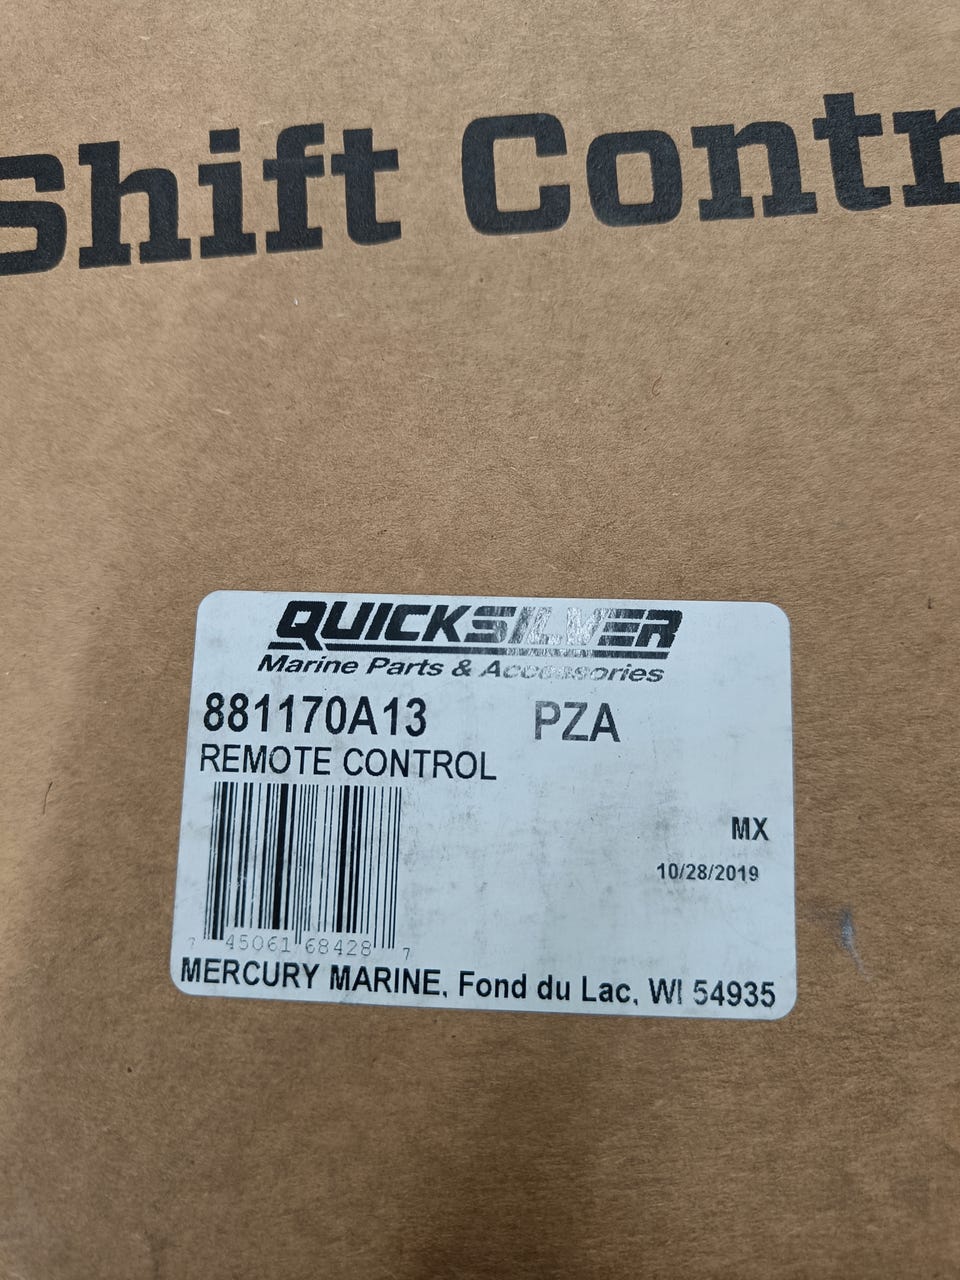 Shift Contr
QUICKSILVER
Marine Parts & Accessories
881170A13 PZA
REMOTE CONTROL
MX
10/28/2019
7 45061 68428 7
MERCURY MARINE, Fond du Lac, WI 54935